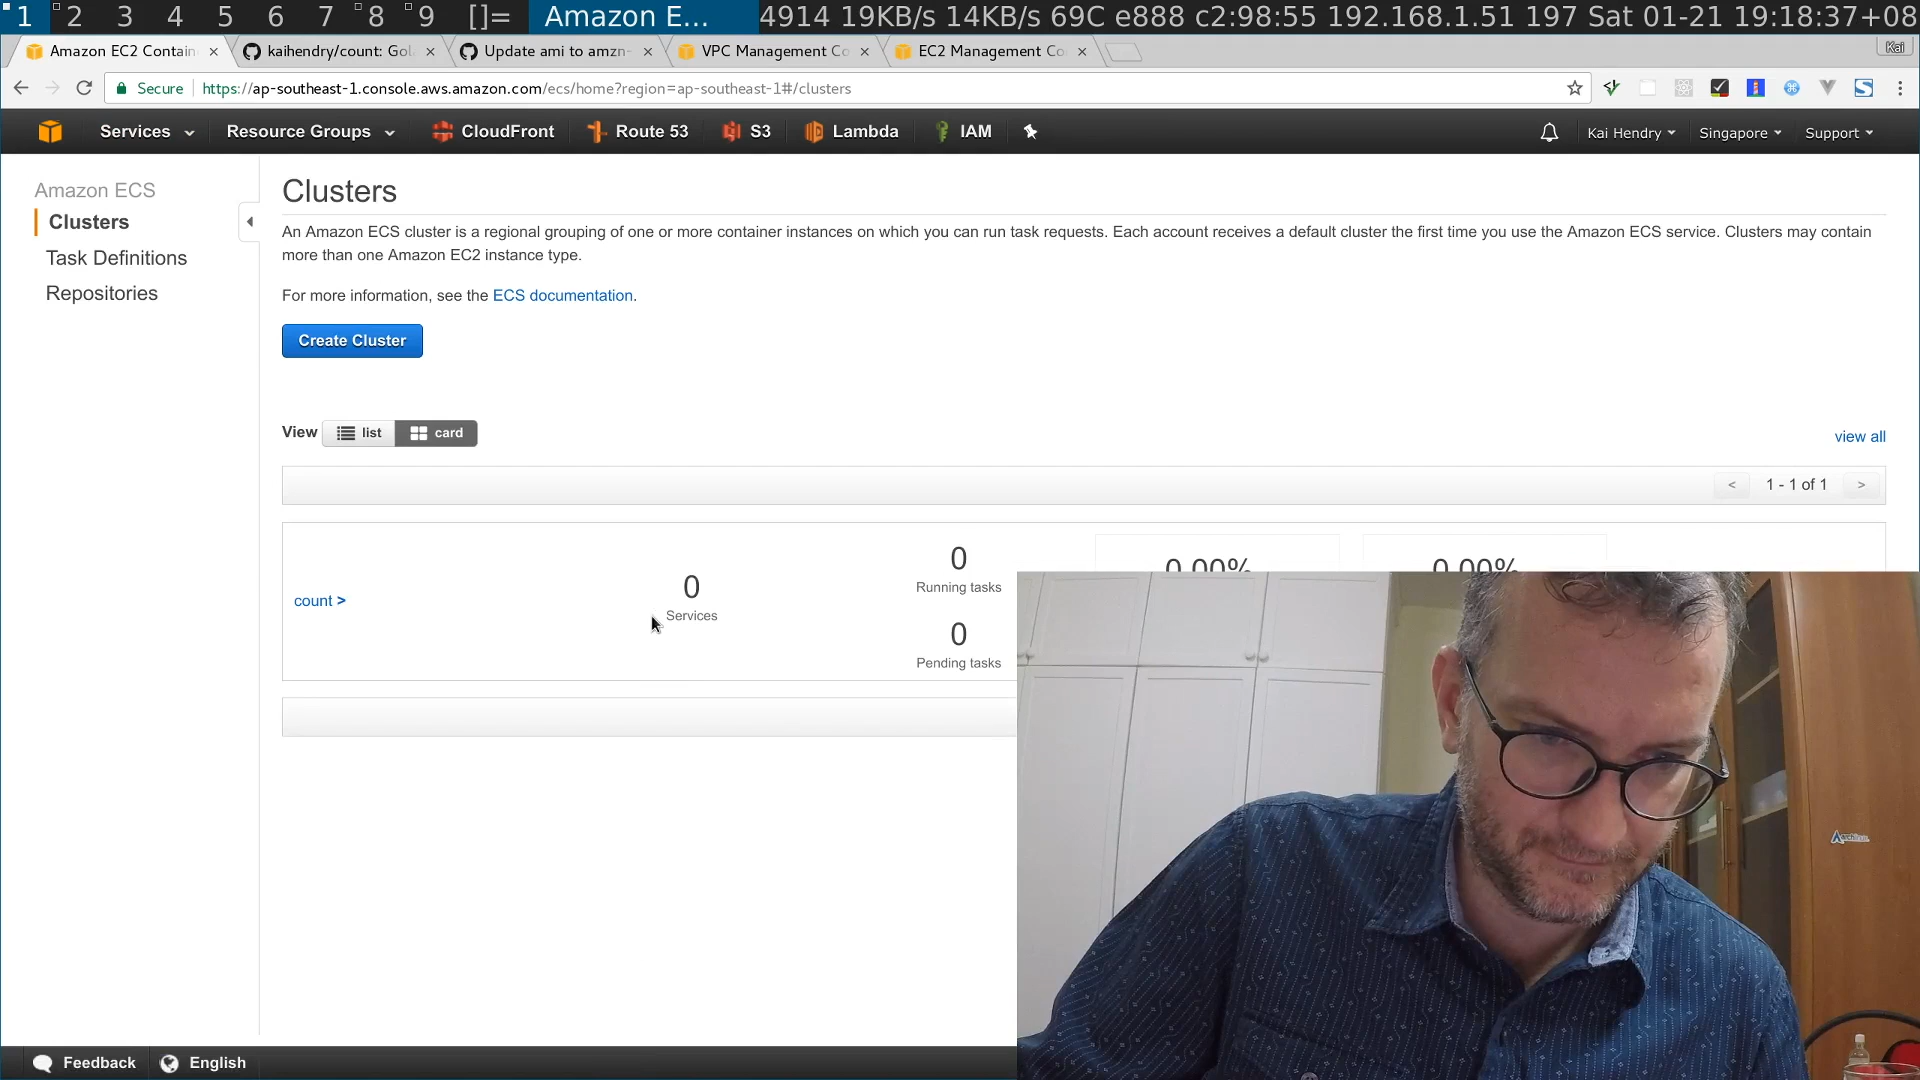 1 2 3 4 5 6 7 8 9 []= Amazon E... 4914 19KB/s 14KB/s 69C e888 c2:98:55 192.168.1.51 197 Sat 01-21 19:18:37+08
Amazon EC2 Contain kaihendry/count: Gol Update ami to amzn- VPC Management Co EC2 Management Co Kai
Secure https://ap-southeast-1.console.aws.amazon.com/ecs/home?region=ap-southeast-1#/clusters
Services Resource Groups CloudFront Route 53 S3 Lambda IAM Kai Hendry Singapore Support
Amazon ECS
Clusters
Task Definitions
Repositories
Clusters
An Amazon ECS cluster is a regional grouping of one or more container instances on which you can run task requests. Each account receives a default cluster the first time you use the Amazon ECS service. Clusters may contain
more than one Amazon EC2 instance type.
For more information, see the ECS documentation.
Create Cluster
View list card view all
< 1 - 1 of 1 >
count >
0
Services
0
Running tasks
0
Pending tasks
0.00% 0.00%
Feedback English